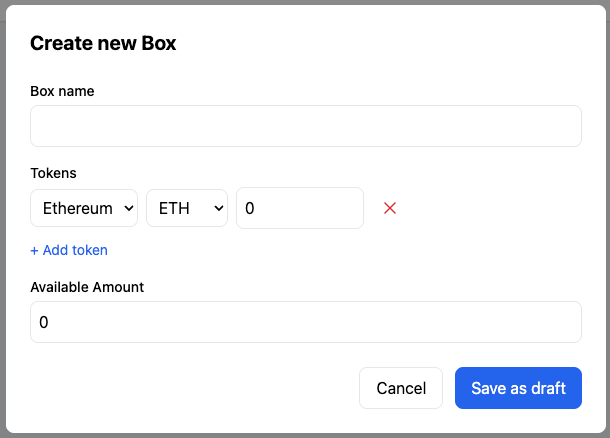 Create new Box
Box name
Tokens
Ethereum ETH 0
+ Add token
Available Amount
0
Cancel Save as draft